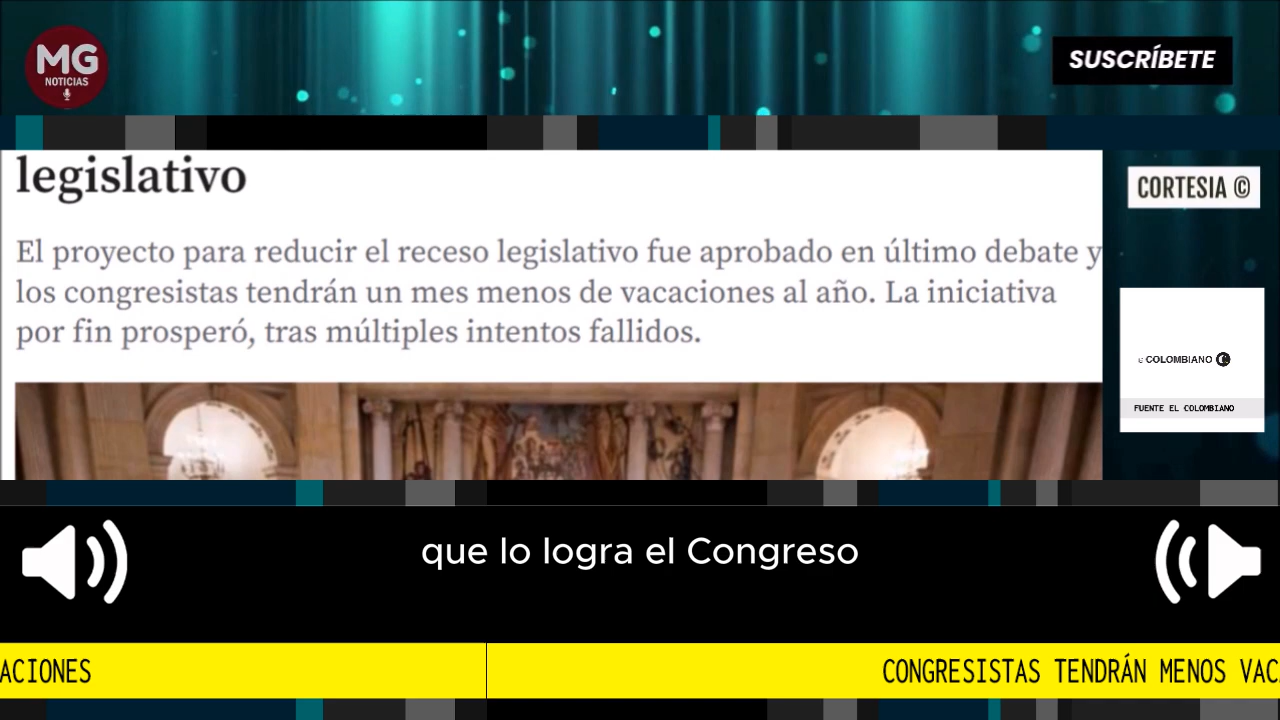 MG
NOTICIAS
SUSCRÍBETE
legislativo
CORTESIA ©
El proyecto para reducir el receso legislativo fue aprobado en último debate y
los congresistas tendrán un mes menos de vacaciones al año. La iniciativa
por fin prosperó, tras múltiples intentos fallidos.
COLOMBIANO
FUENTE EL COLOMBIANO
que lo logra el Congreso
ACIONES
CONGRESISTAS TENDRÁN MENOS VAC